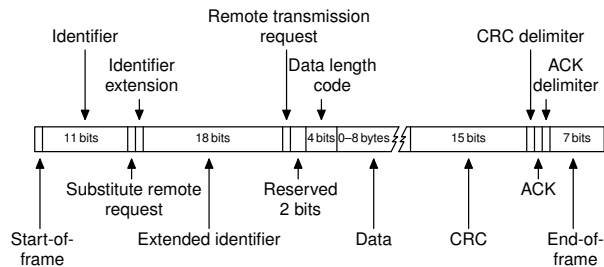 Remote transmission
request
Identifier
CRC delimiter
Identifier
extension
Data length
code
ACK
delimiter
11 bits
18 bits
4 bits
0–8 bytes
15 bits
7 bits
Substitute remote
request
Reserved
2 bits
ACK
Start-of-
frame
Extended identifier
Data
CRC
End-of-
frame